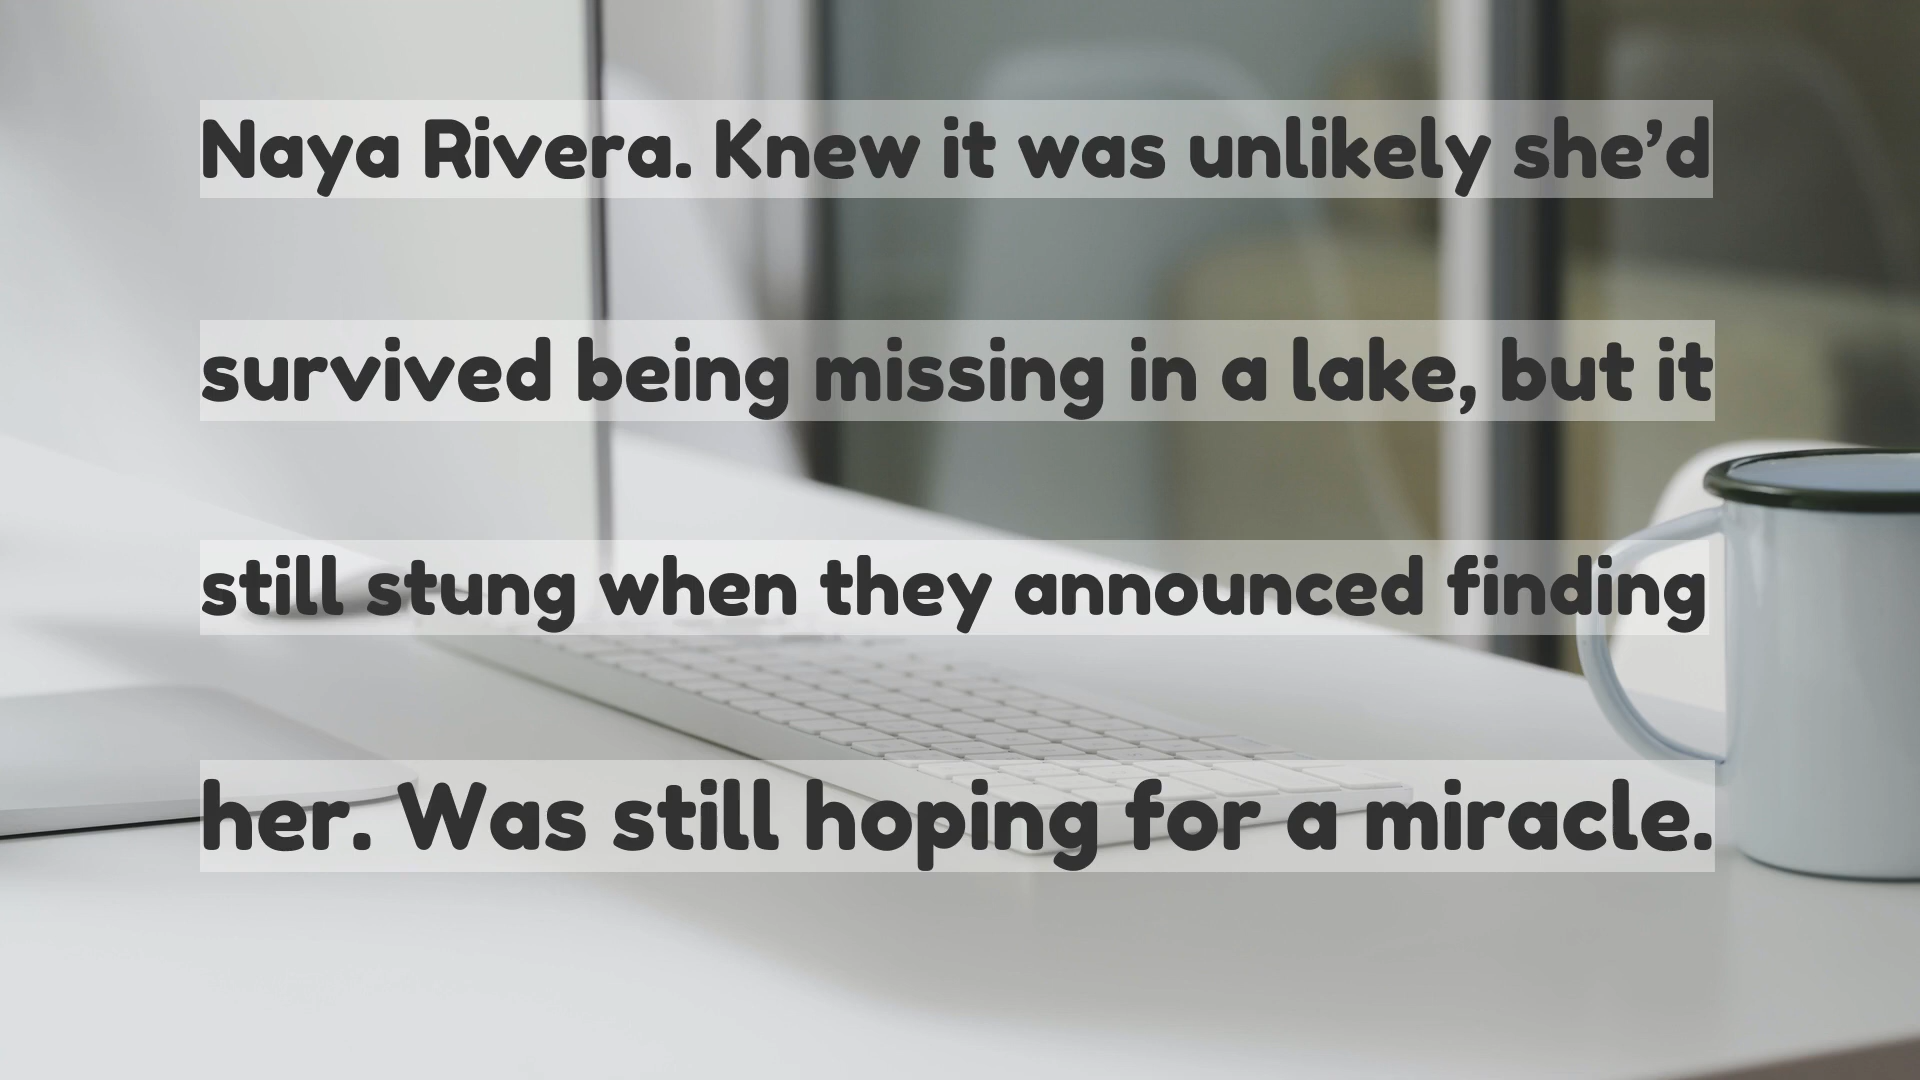 Naya Rivera. Knew it was unlikely she’d
survived being missing in a lake, but it
still stung when they announced finding
her. Was still hoping for a miracle.